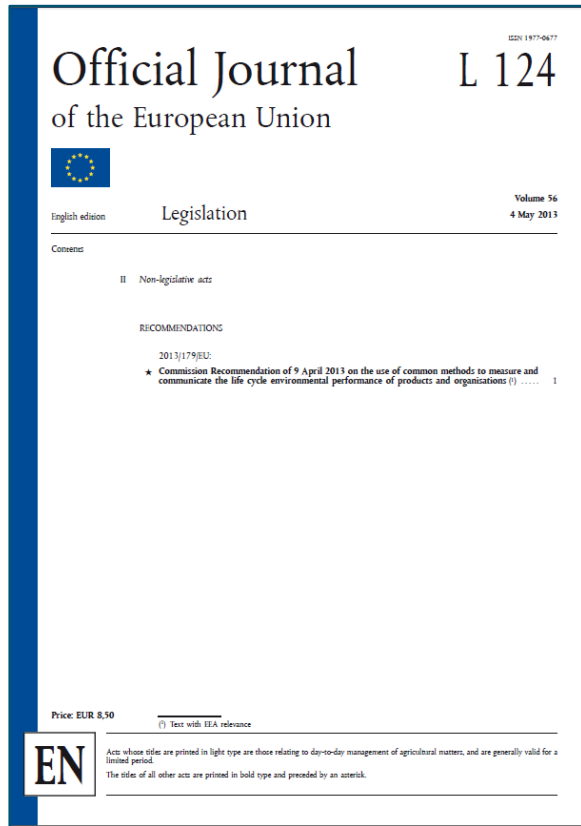 ISSN 1977-0677
Official Journal
L 124
of the European Union
Volume 56
English edition
Legislation
4 May 2013
Contents
II Non-legislative acts
RECOMMENDATIONS
2013/179/EU:
★ Commission Recommendation of 9 April 2013 on the use of common methods to measure and
communicate the life cycle environmental performance of products and organisations (¹) ..... 1
Price: EUR 8,50
(¹) Text with EEA relevance
EN
Acts whose titles are printed in light type are those relating to day-to-day management of agricultural matters, and are generally valid for a
limited period.
The titles of all other acts are printed in bold type and preceded by an asterisk.